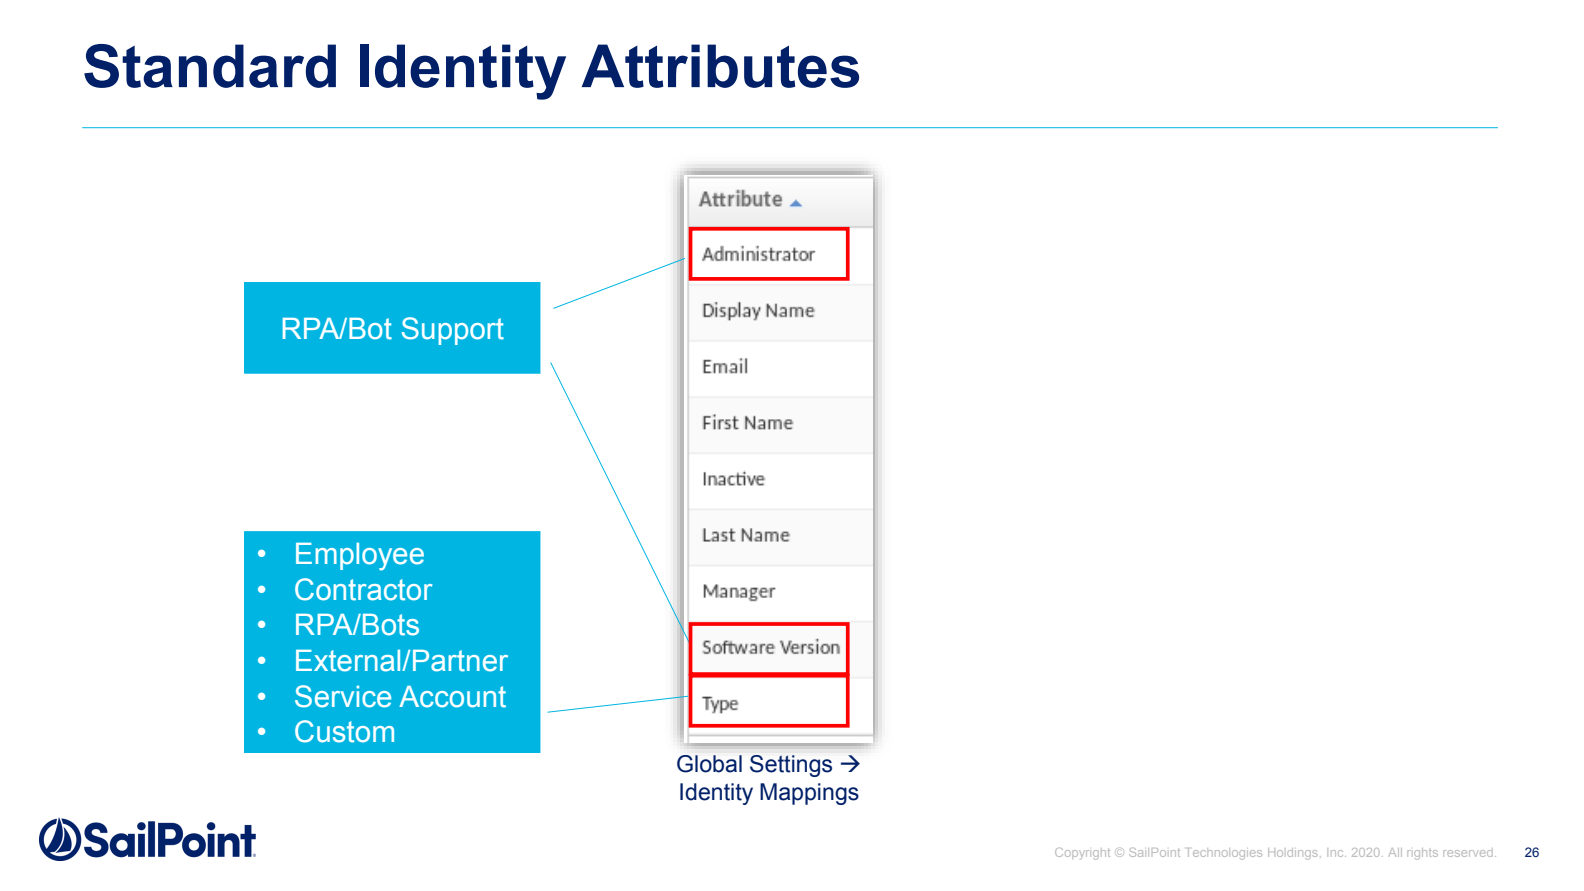 Standard Identity Attributes
RPA/Bot Support
• Employee
• Contractor
• RPA/Bots
• External/Partner
• Service Account
• Custom
Attribute
Administrator
Display Name
Email
First Name
Inactive
Last Name
Manager
Software Version
Type
Global Settings →
Identity Mappings
SailPoint
Copyright © SailPoint Technologies Holdings, Inc. 2020. All rights reserved.
26